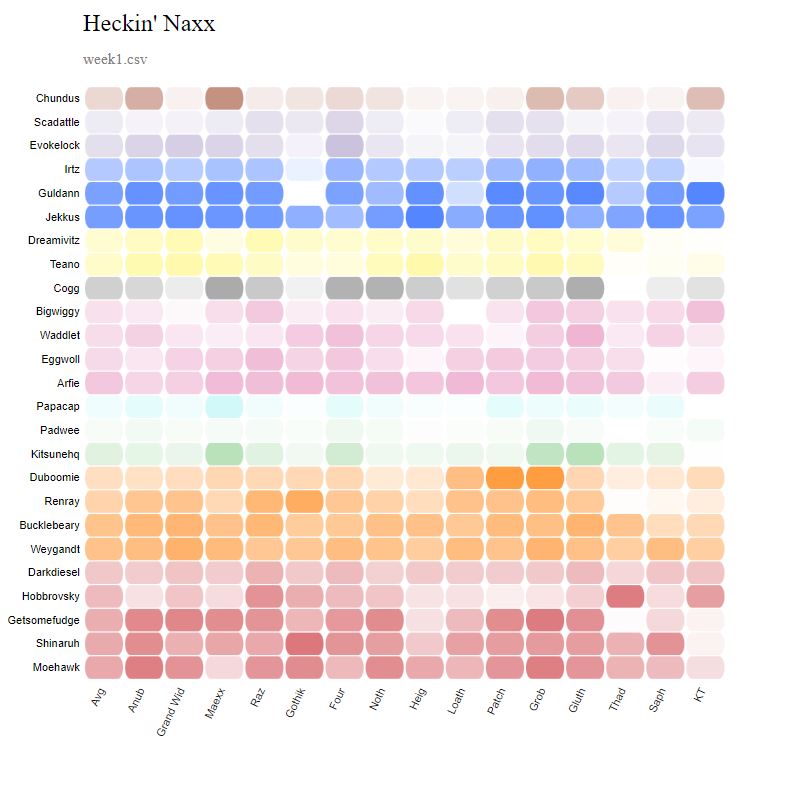 Heckin' Naxx
week1.csv
Chundus
Scadattle
Evokelock
Irtz
Guldann
Jekkus
Dreamivitz
Teano
Cogg
Bigwiggy
Waddlet
Eggwoll
Arfie
Papacap
Padwee
Kitsunehq
Duboomie
Renray
Bucklebeary
Weygandt
Darkdiesel
Hobbrovsky
Getsomefudge
Shinaruh
Moehawk
Avg
Anub
Grand Wid
Maexx
Raz
Gothik
Four
Noth
Heig
Loath
Patch
Grob
Gluth
Thad
Saph
KT